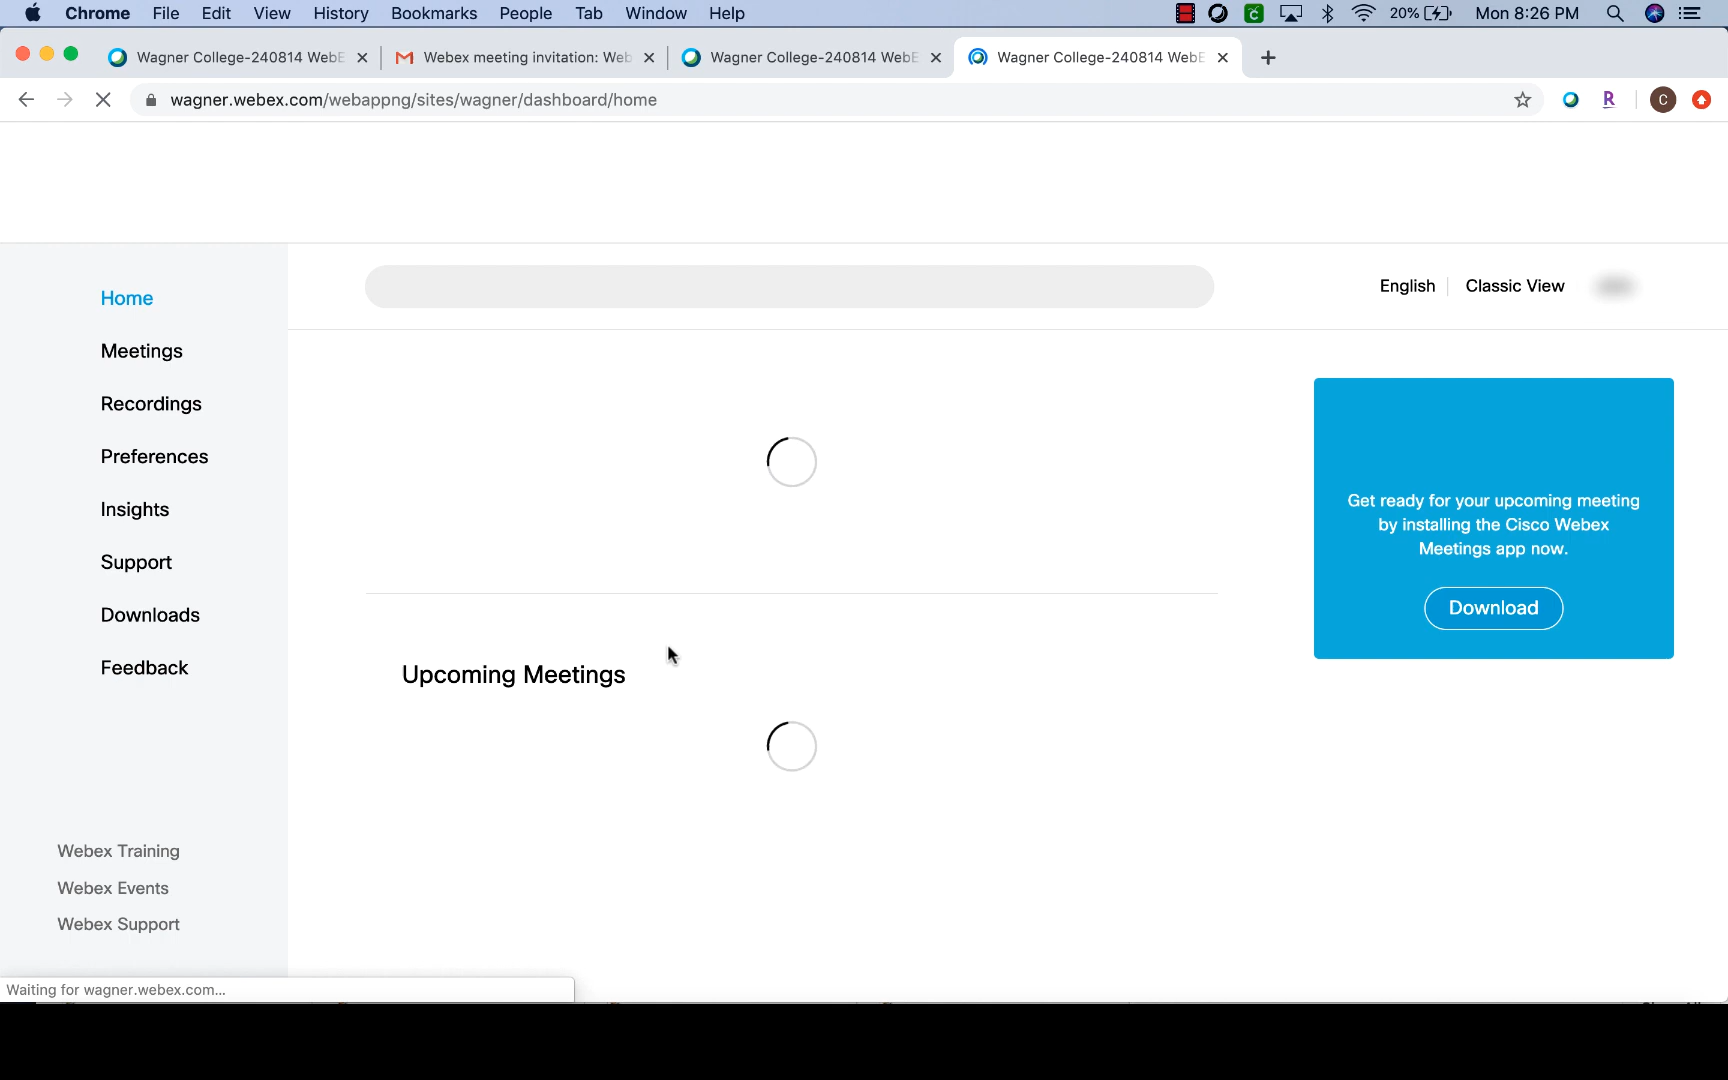 Chrome File Edit View History Bookmarks People Tab Window Help 20% Mon 8:26 PM
Wagner College-240814 WebE Webex meeting invitation: Web Wagner College-240814 WebE Wagner College-240814 WebE
wagner.webex.com/webappng/sites/wagner/dashboard/home R C
English Classic View
Home
Meetings
Recordings
Preferences
Insights
Support
Downloads
Feedback
Get ready for your upcoming meeting
by installing the Cisco Webex
Meetings app now.
Download
Upcoming Meetings
Webex Training
Webex Events
Webex Support
Waiting for wagner.webex.com...